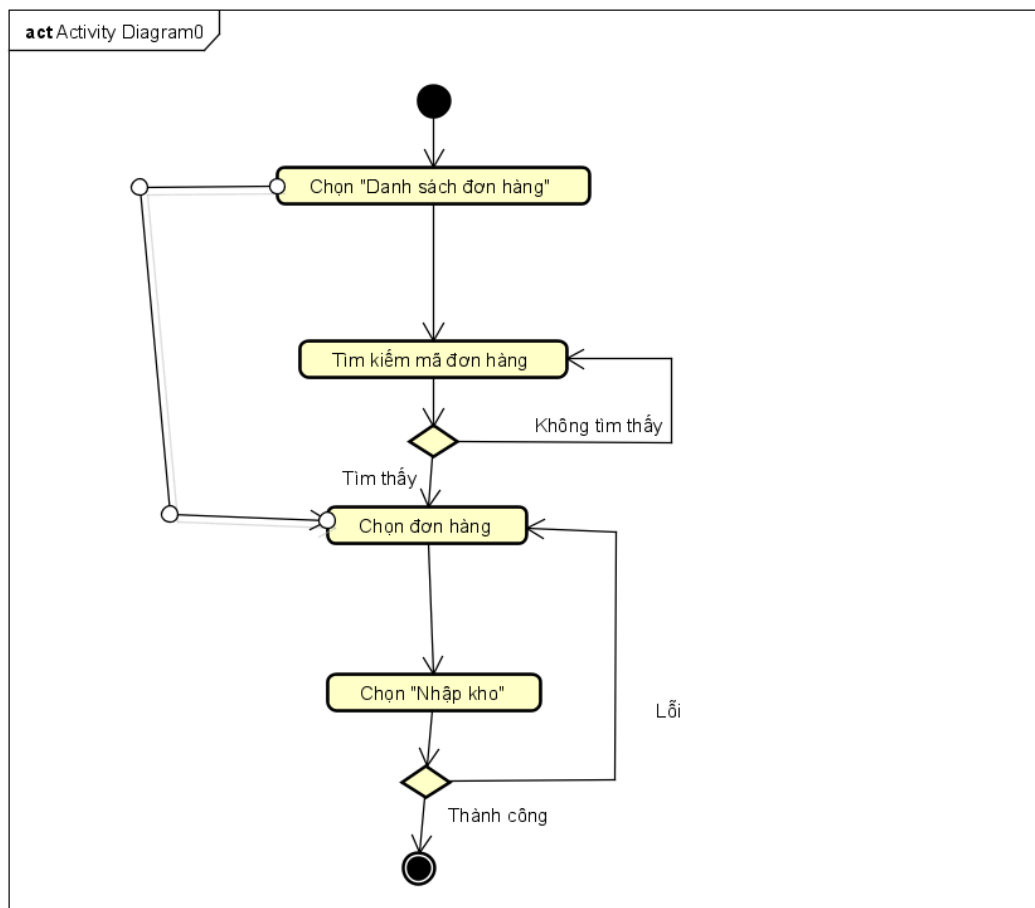 act Activity Diagram0
Chọn "Danh sách đơn hàng"
Tìm kiếm mã đơn hàng
Không tìm thấy
Tìm thấy
Chọn đơn hàng
Chọn "Nhập kho"
Lỗi
Thành công